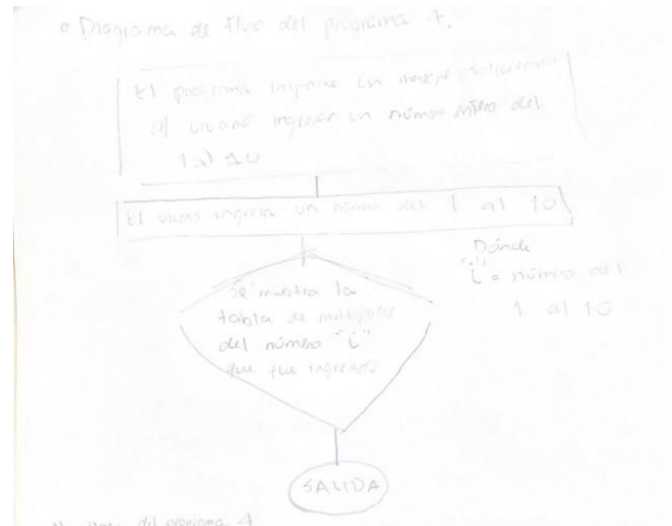 ° Diagrama de flujo del programa 4.
El programa imprime un mensaje solicitando
al usuario ingresar un número entero del
1 al 10
El usuario ingresa un número del 1 al 10
Dónde
"i" = número del
1 al 10
Se muestra la
tabla de multiplicar
del número "i"
que fue ingresado
SALIDA
del programa 4